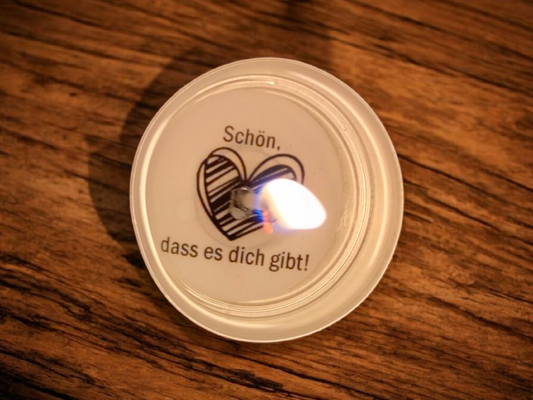 Schön,
dass es dich gibt!